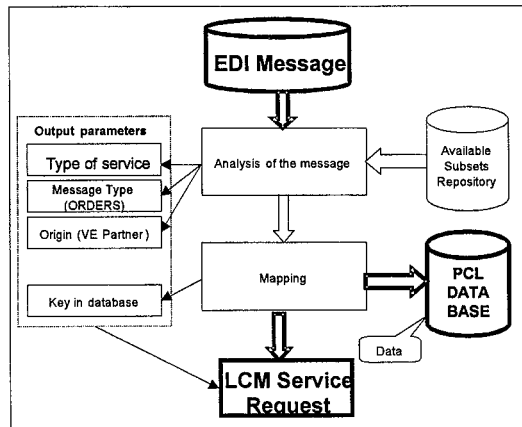 EDI Message
Output parameters
Type of service
Message Type
(ORDERS)
Origin (VE Partner)
Key in database
Analysis of the message
Available
Subsets
Repository
Mapping
PCL
DATA
BASE
Data
LCM Service
Request